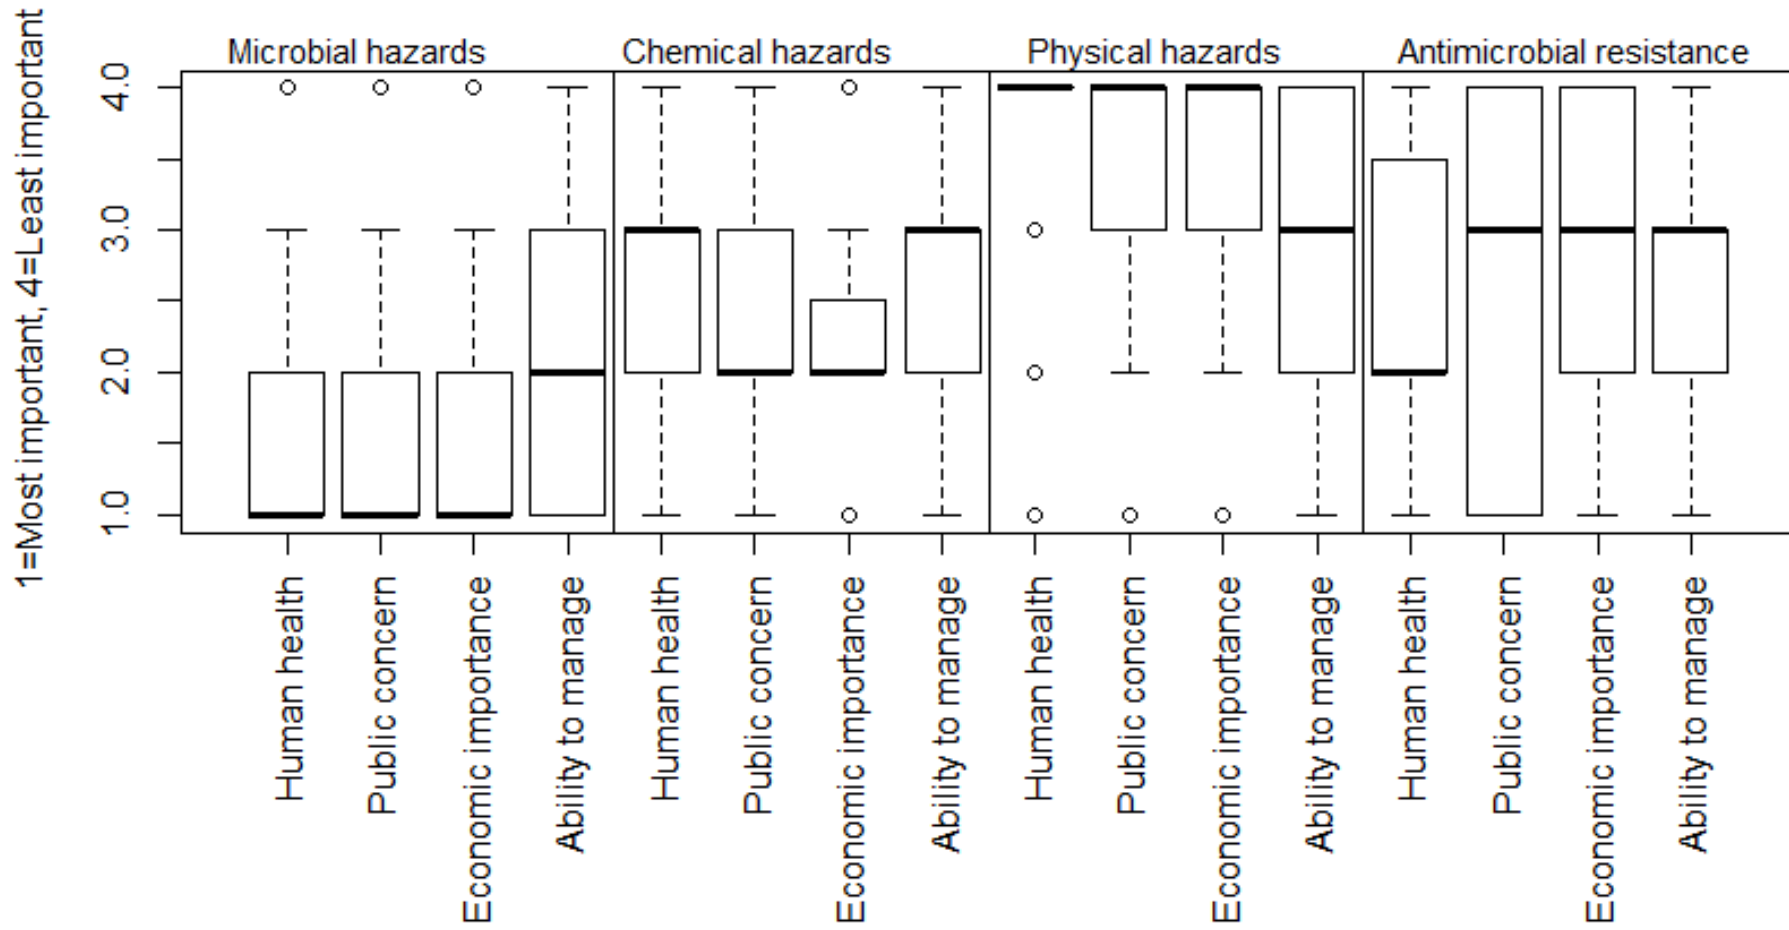 Microbial hazards
Chemical hazards
Physical hazards
Antimicrobial resistance
1=Most important, 4=Least important
4.0
3.0
2.0
1.0
Human health
Public concern
Economic importance
Ability to manage
Human health
Public concern
Economic importance
Ability to manage
Human health
Public concern
Economic importance
Ability to manage
Human health
Public concern
Economic importance
Ability to manage